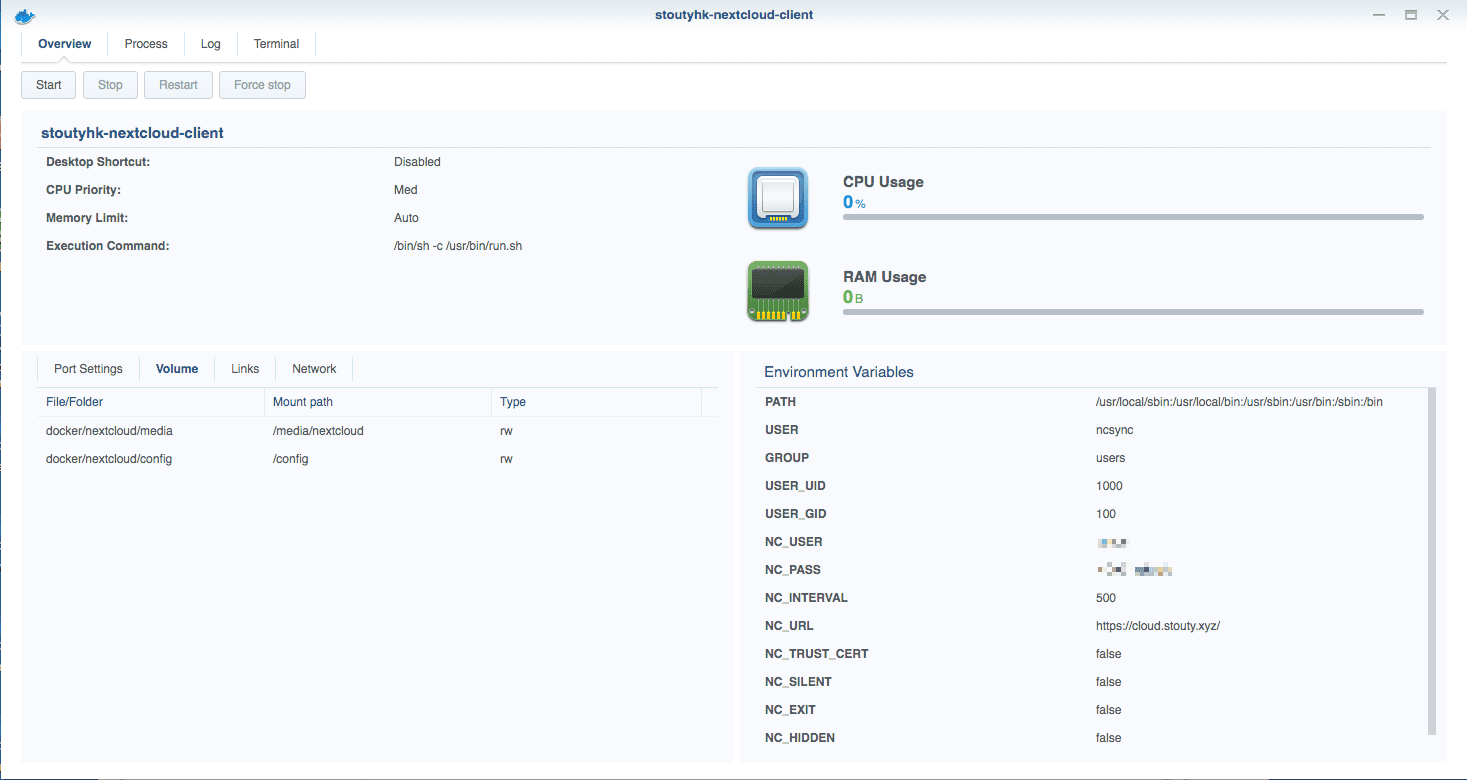 stoutyhk-nextcloud-client
Overview Process Log Terminal
Start Stop Restart Force stop
stoutyhk-nextcloud-client
Desktop Shortcut: Disabled
CPU Priority: Med
Memory Limit: Auto
Execution Command: /bin/sh -c /usr/bin/run.sh
CPU Usage
0%
RAM Usage
0B
Port Settings Volume Links Network
File/Folder Mount path Type
docker/nextcloud/media /media/nextcloud rw
docker/nextcloud/config /config rw
Environment Variables
PATH /usr/local/sbin:/usr/local/bin:/usr/sbin:/usr/bin:/sbin:/bin
USER ncsync
GROUP users
USER_UID 1000
USER_GID 100
NC_USER
NC_PASS
NC_INTERVAL 500
NC_URL https://cloud.stouty.xyz/
NC_TRUST_CERT false
NC_SILENT false
NC_EXIT false
NC_HIDDEN false